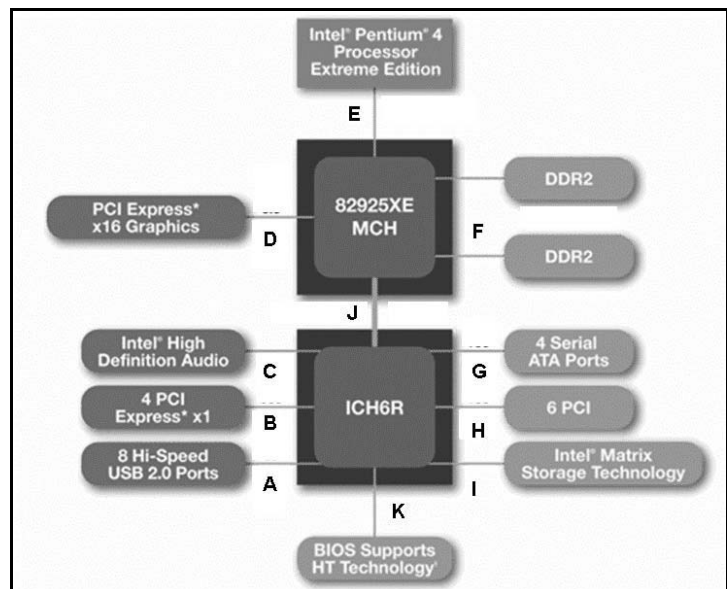 Intel® Pentium® 4
Processor
Extreme Edition
E
82925XE
MCH
DDR2
PCI Express*
x16 Graphics
D
F
DDR2
J
Intel® High
Definition Audio
C
4 Serial
ATA Ports
G
4 PCI
Express* x1
B
ICH6R
6 PCI
H
8 Hi-Speed
USB 2.0 Ports
A
Intel® Matrix
Storage Technology
I
K
BIOS Supports
HT Technology¹